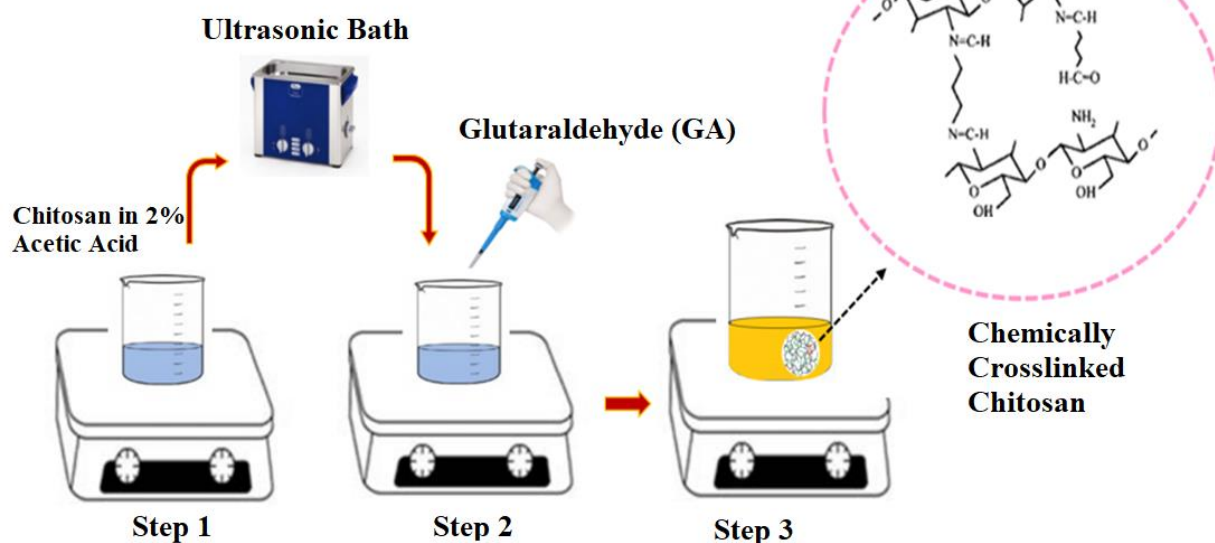 Ultrasonic Bath
Glutaraldehyde (GA)
Chitosan in 2%
Acetic Acid
O
N=C-H
N=C-H
H-C=O
N=C-H
NH₂
O
O
O
O
OH
OH
Chemically
Crosslinked
Chitosan
Step 1
Step 2
Step 3